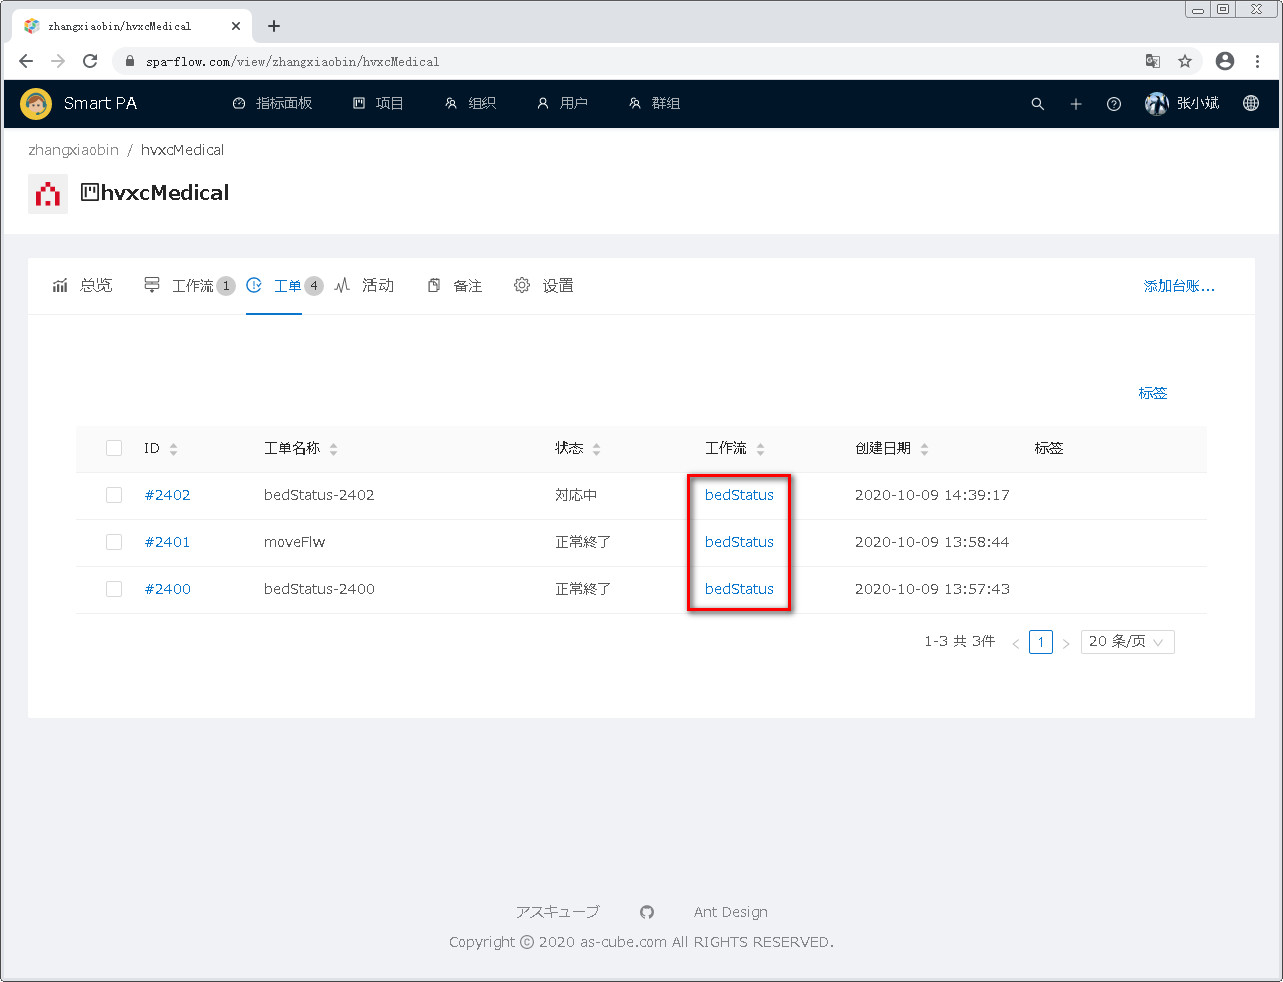 zhangxiaobin/hvxcMedical
spa-flow.com/view/zhangxiaobin/hvxcMedical
Smart PA 指标面板 项目 组织 用户 群组 张小斌
zhangxiaobin / hvxcMedical
hvxcMedical
总览 工作流 1 工单 4 活动 备注 设置 添加台账...
标签
ID 工单名称 状态 工作流 创建日期 标签
#2402 bedStatus-2402 対応中 bedStatus 2020-10-09 14:39:17
#2401 moveFlw 正常終了 bedStatus 2020-10-09 13:58:44
#2400 bedStatus-2400 正常終了 bedStatus 2020-10-09 13:57:43
1-3 共 3件 < 1 > 20 条/页
アスキューブ Ant Design
Copyright © 2020 as-cube.com All RIGHTS RESERVED.